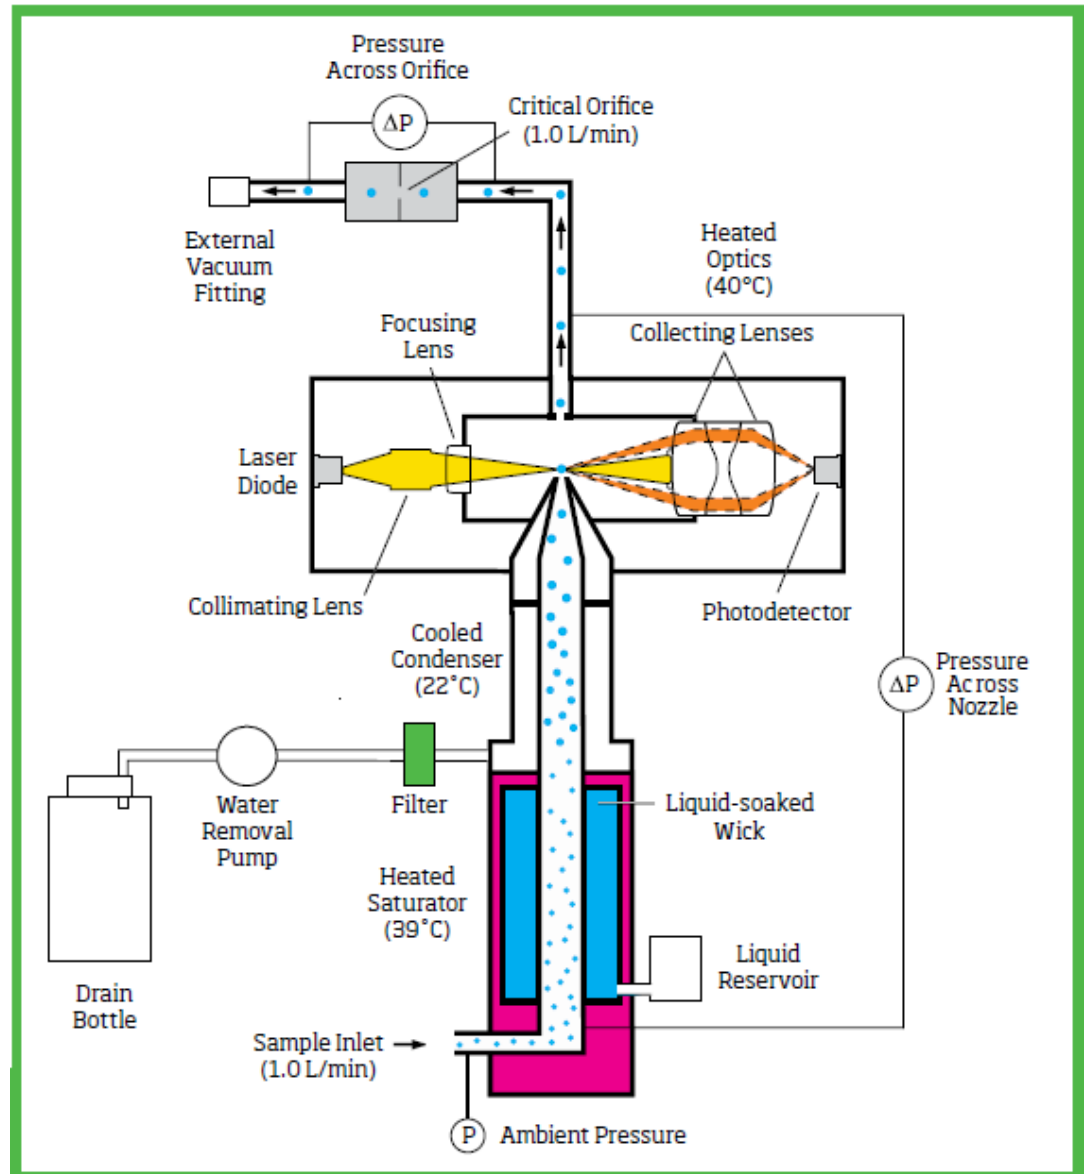 Pressure
Across Orifice
ΔP
Critical Orifice
(1.0 L/min)
External
Vacuum
Fitting
Heated
Optics
(40°C)
Focusing
Lens
Collecting Lenses
Laser
Diode
Collimating Lens
Photodetector
Cooled
Condenser
(22°C)
ΔP
Pressure
Across
Nozzle
Water
Removal
Pump
Filter
Liquid-soaked
Wick
Heated
Saturator
(39°C)
Liquid
Reservoir
Drain
Bottle
Sample Inlet
(1.0 L/min)
P
Ambient Pressure